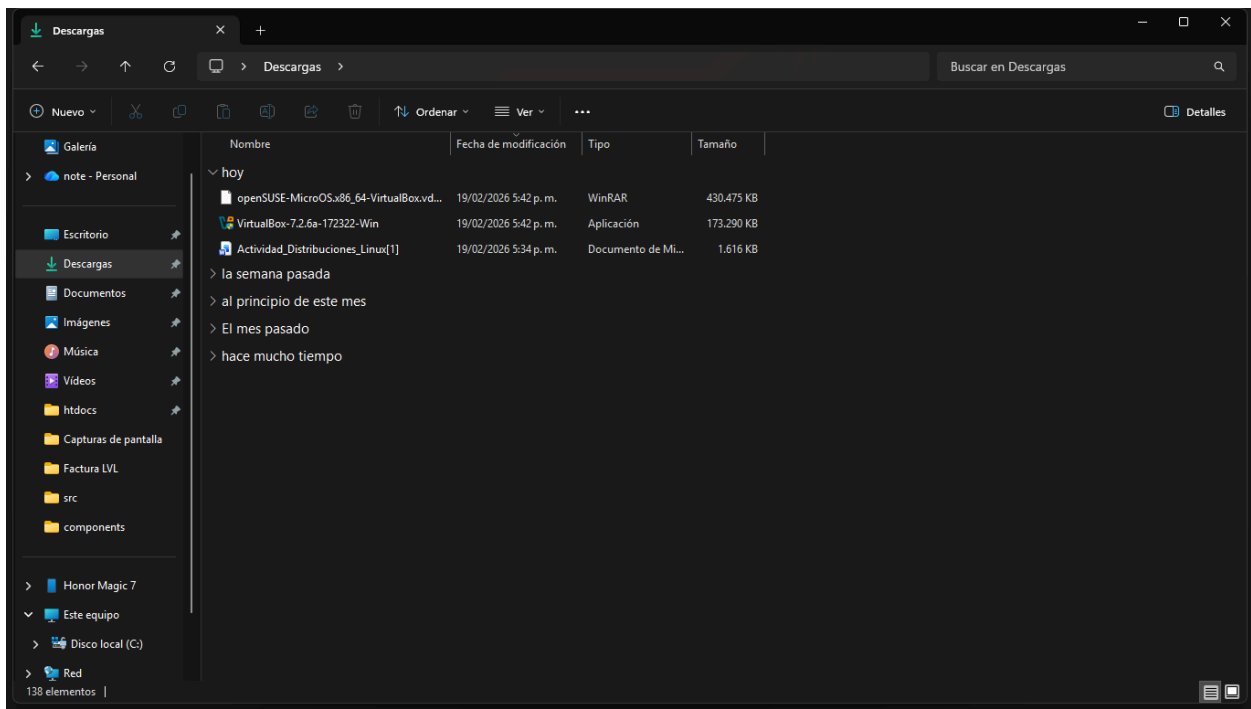 Descargas
Descargas
Buscar en Descargas
Nuevo
Ordenar
Ver
Detalles
Galería
note - Personal
Escritorio
Descargas
Documentos
Imágenes
Música
Vídeos
htdocs
Capturas de pantalla
Factura LVL
src
components
Honor Magic 7
Este equipo
Disco local (C:)
Red
Nombre Fecha de modificación Tipo Tamaño
hoy
openSUSE-MicroOS.x86_64-VirtualBox.vd... 19/02/2026 5:42 p. m. WinRAR 430.475 KB
VirtualBox-7.2.6a-172322-Win 19/02/2026 5:42 p. m. Aplicación 173.290 KB
Actividad_Distribuciones_Linux[1] 19/02/2026 5:34 p. m. Documento de Mi... 1.616 KB
la semana pasada
al principio de este mes
El mes pasado
hace mucho tiempo
138 elementos